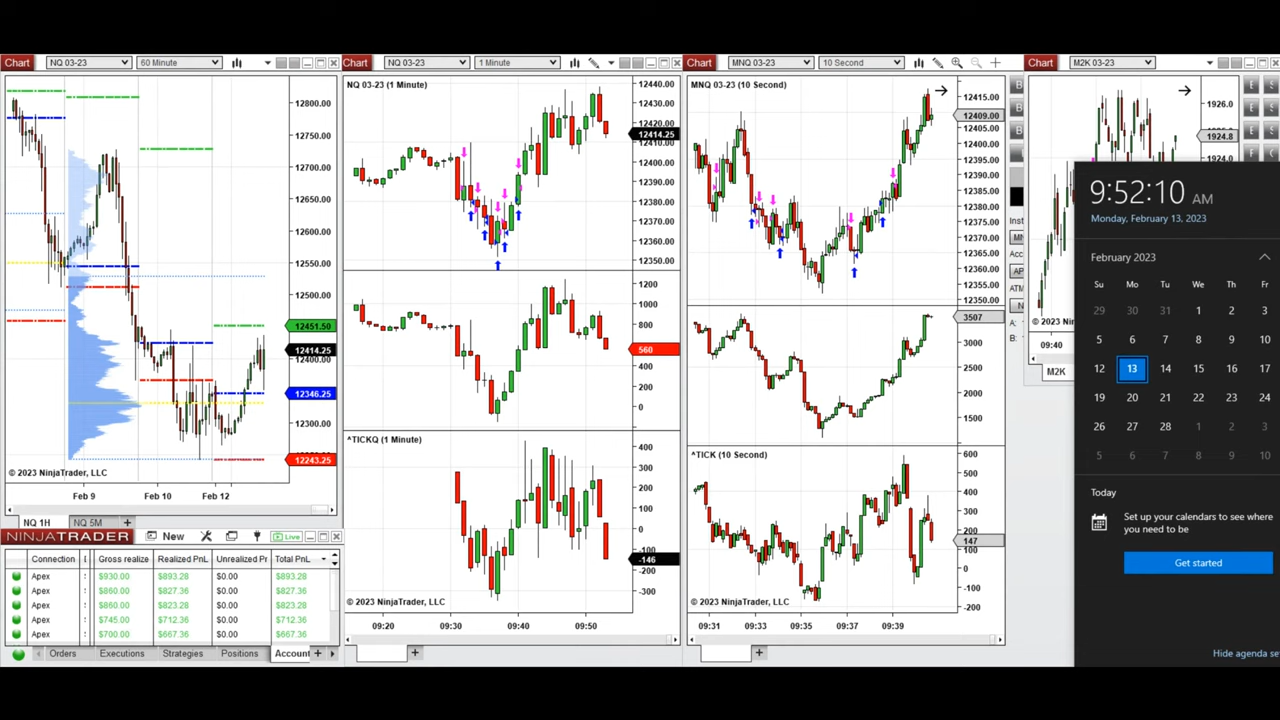 Chart
NQ 03-23
60 Minute
Chart
NQ 03-23
1 Minute
Chart
MNQ 03-23
10 Second
Chart
M2K 03-23
12800.00
12750.00
12700.00
12650.00
12600.00
12550.00
12500.00
12451.50
12414.25
12400.00
12346.25
12300.00
12243.25
© 2023 NinjaTrader, LLC
Feb 9
Feb 10
Feb 12
NQ 1H
NQ 5M
+
NQ 03-23 (1 Minute)
12440.00
12430.00
12420.00
12414.25
12400.00
12390.00
12380.00
12370.00
12360.00
12350.00
1200
1000
800
560
400
200
0
^TICKQ (1 Minute)
400
300
200
100
0
-100
-146
-200
-300
© 2023 NinjaTrader, LLC
09:20
09:30
09:40
09:50
+
MNQ 03-23 (10 Second)
12415.00
12409.00
12405.00
12400.00
12395.00
12390.00
12385.00
12380.00
12375.00
12370.00
12365.00
12360.00
12355.00
12350.00
3507
3000
2500
2000
1500
^TICK (10 Second)
600
500
400
300
200
147
100
0
-200
© 2023 NinjaTrader, LLC
09:31
09:33
09:35
09:37
09:39
+
1926.0
1924.8
1924.0
© 2023
09:40
M2K
Inst
Acc
AP
ATM
A:
B:
9:52:10 AM
Monday, February 13, 2023
February 2023
Su Mo Tu We Th Fr
29 30 31 1 2 3
5 6 7 8 9 10
12 13 14 15 16 17
19 20 21 22 23 24
26 27 28 1 2 3
5 6 7 8 9 10
Today
Set up your calendars to see where
you need to be
Get started
Hide agenda se
NINJATRADER
New
Live
Connection Gross realize Realized PnL Unrealized Pr Total PnL
Apex $930.00 $893.28 $0.00 $893.28
Apex $860.00 $827.36 $0.00 $827.36
Apex $860.00 $823.28 $0.00 $823.28
Apex $745.00 $712.36 $0.00 $712.36
Apex $700.00 $667.36 $0.00 $667.36
Orders Executions Strategies Positions Accoun +